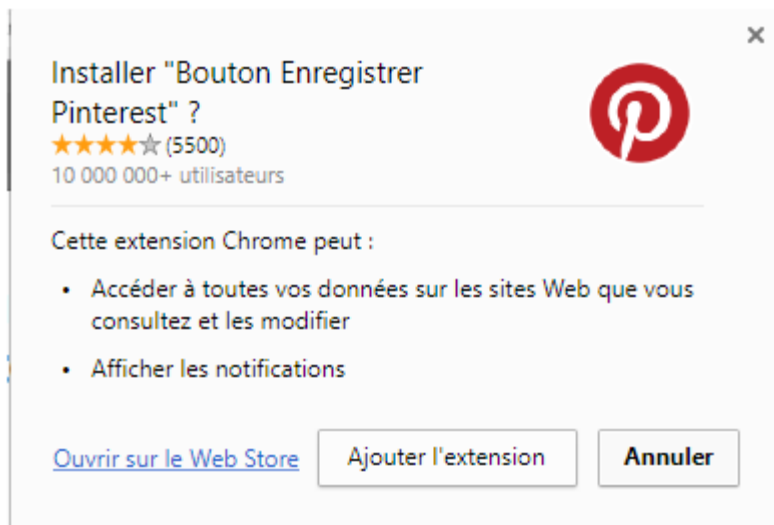 Installer "Bouton Enregistrer
Pinterest" ?
(5500)
10 000 000+ utilisateurs
Cette extension Chrome peut :
• Accéder à toutes vos données sur les sites Web que vous
consultez et les modifier
• Afficher les notifications
Ouvrir sur le Web Store
Ajouter l'extension
Annuler